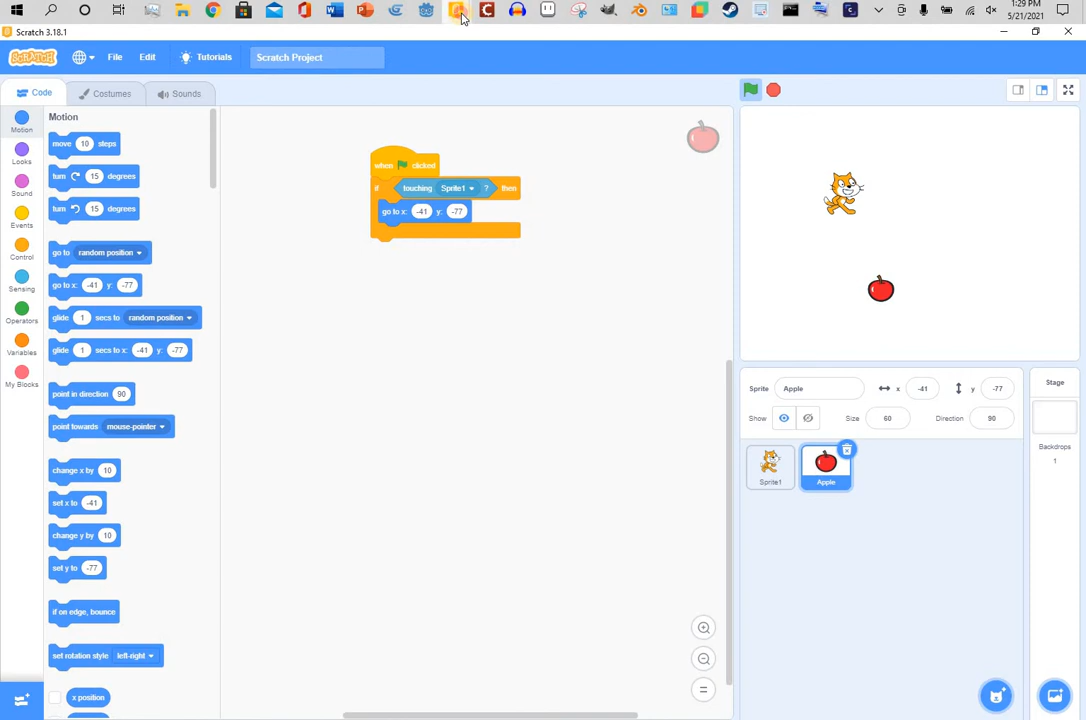 1:29 PM
5/21/2021
Scratch 3.18.1
SCRATCH
File
Edit
Tutorials
Scratch Project
Code
Costumes
Sounds
Motion
Looks
Sound
Events
Control
Sensing
Operators
Variables
My Blocks
Motion
move 10 steps
turn 15 degrees
turn 15 degrees
go to random position
go to x: -41 y: -77
glide 1 secs to random position
glide 1 secs to x: -41 y: -77
point in direction 90
point towards mouse-pointer
change x by 10
set x to -41
change y by 10
set y to -77
if on edge, bounce
set rotation style left-right
x position
when clicked
if touching Sprite1 ? then
go to x: -41 y: -77
Sprite Apple x -41 y -77
Show Size 60 Direction 90
Sprite1
Apple
Stage
Backdrops
1